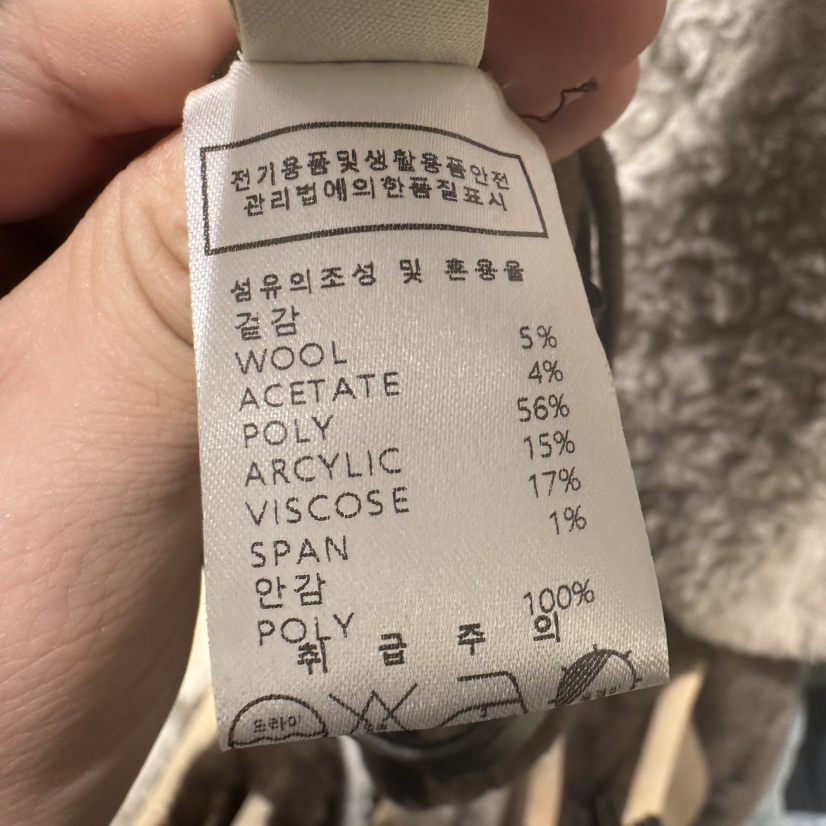 전기용품및생활용품안전
관리법에의한품질표시
섬유의조성 및 혼용율
겉감
WOOL 5%
ACETATE 4%
POLY 56%
ARCYLIC 15%
VISCOSE 17%
SPAN 1%
안감
POLY 100%
취 급 주 의
드라이